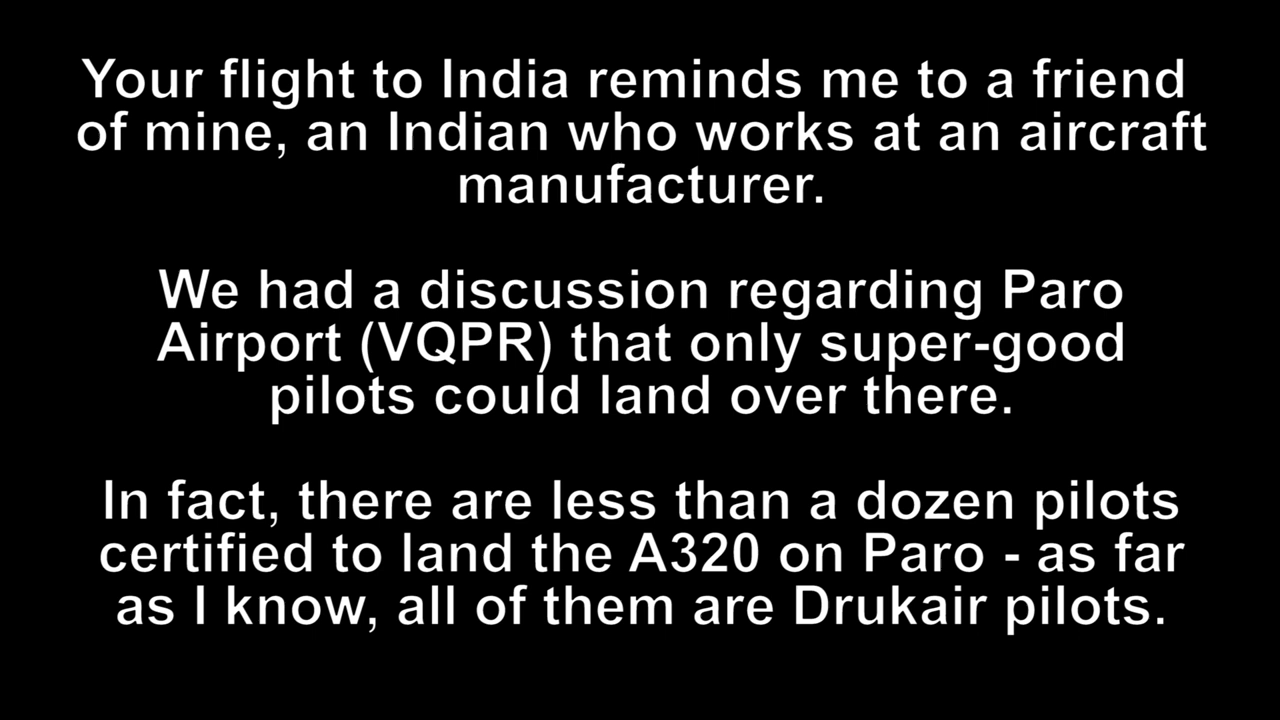 Your flight to India reminds me to a friend
of mine, an Indian who works at an aircraft
manufacturer.
We had a discussion regarding Paro
Airport (VQPR) that only super-good
pilots could land over there.
In fact, there are less than a dozen pilots
certified to land the A320 on Paro - as far
as I know, all of them are Drukair pilots.